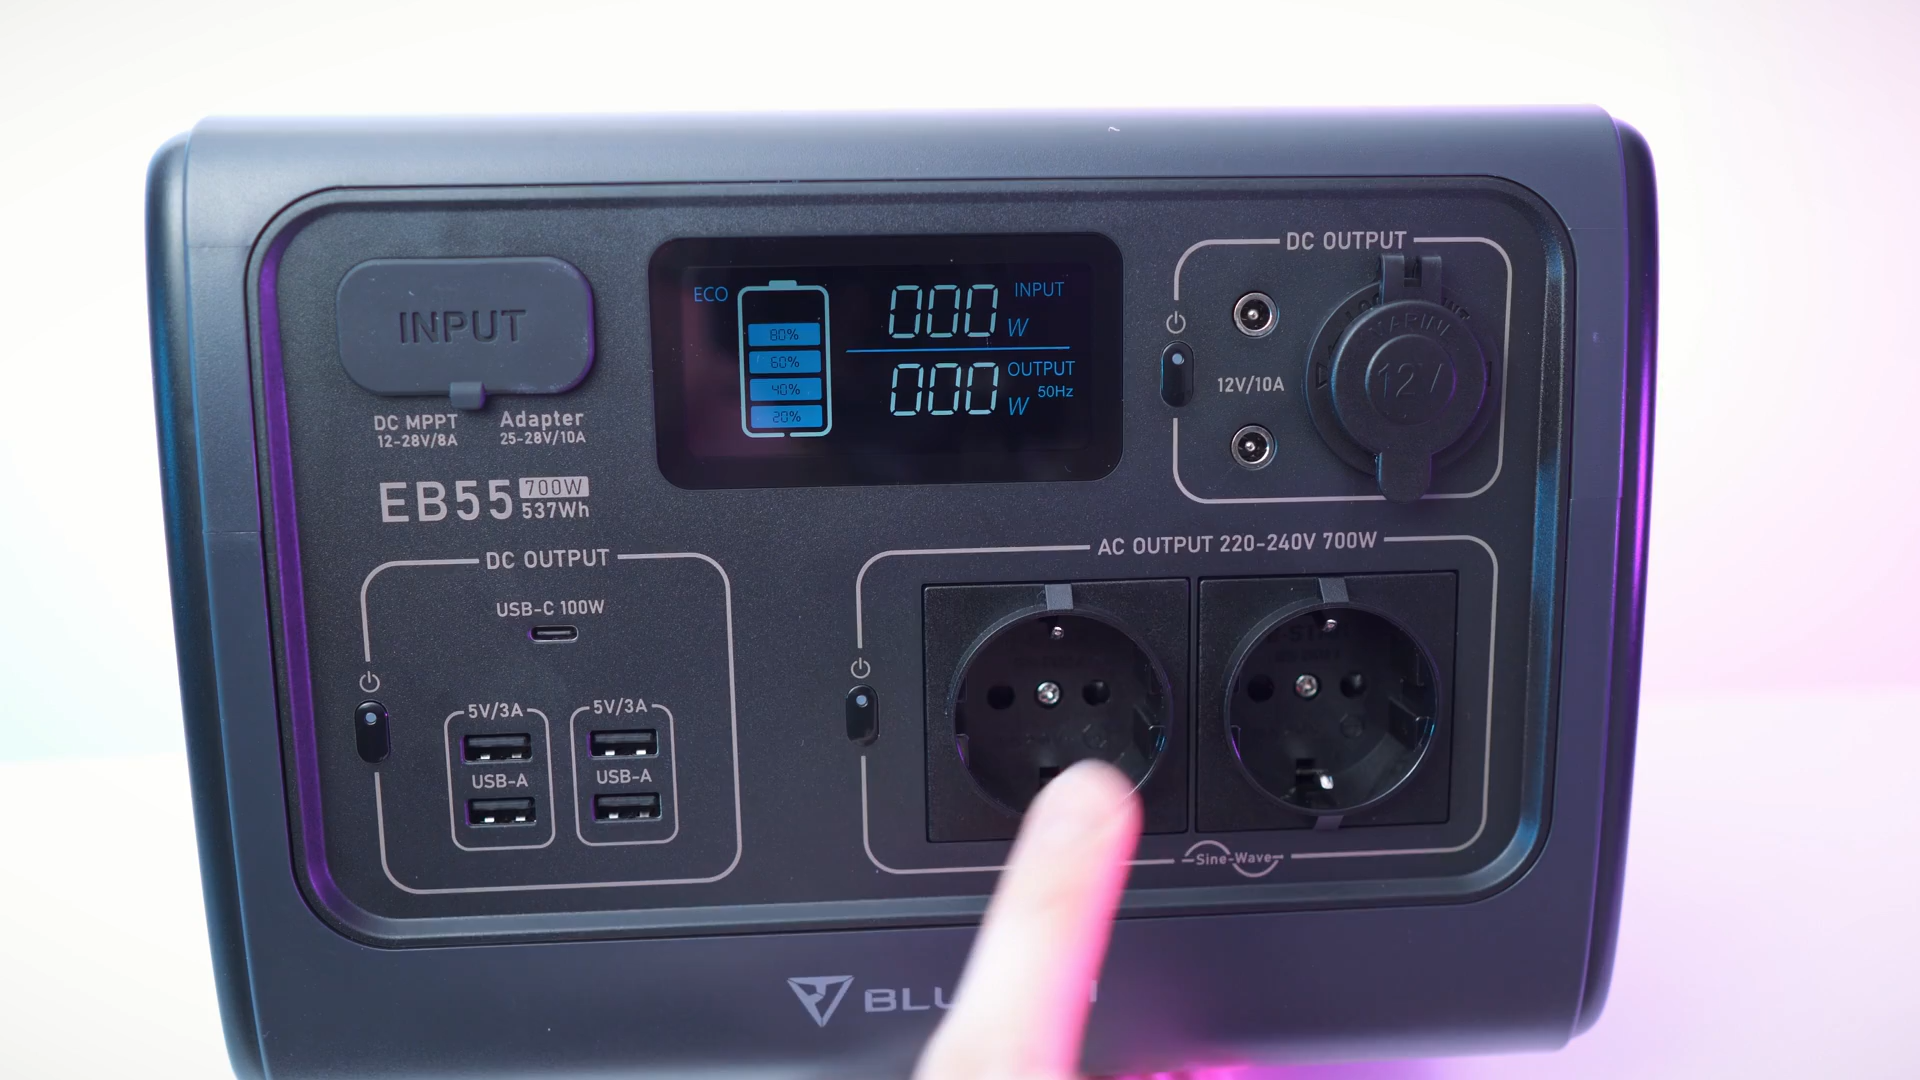 INPUT
DC MPPT
12-28V/8A
Adapter
25-28V/10A
EB55
700W
537Wh
ECO
80%
60%
40%
20%
000 W INPUT
000 W OUTPUT
50Hz
DC OUTPUT
12V/10A
12V
DC OUTPUT
USB-C 100W
5V/3A
USB-A
5V/3A
USB-A
AC OUTPUT 220-240V 700W
Sine-Wave